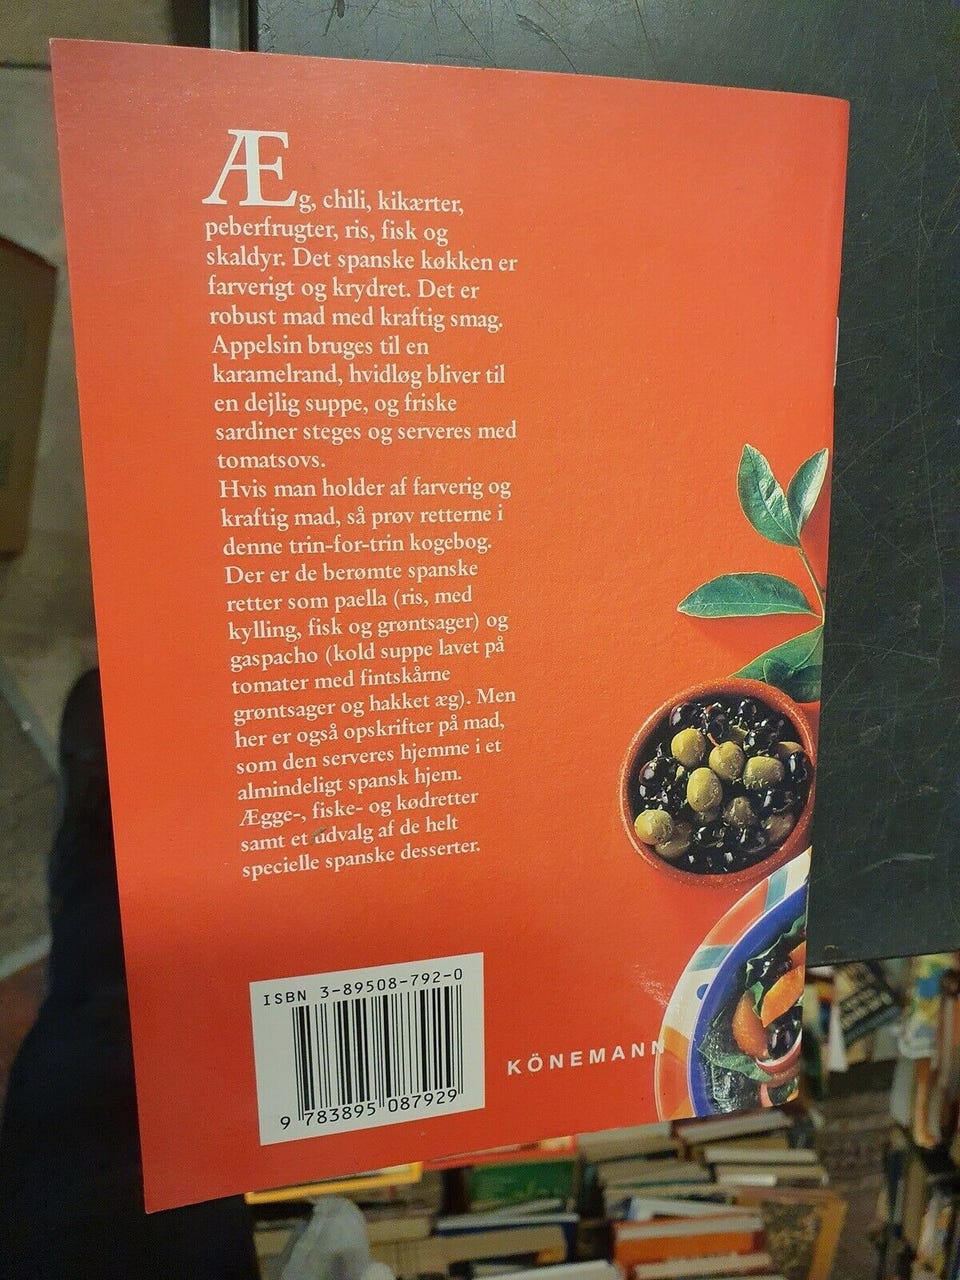 Æg, chili, kikærter,
peberfrugter, ris, fisk og
skaldyr. Det spanske køkken er
farverigt og krydret. Det er
robust mad med kraftig smag.
Appelsin bruges til en
karamelrand, hvidløg bliver til
en dejlig suppe, og friske
sardiner steges og serveres med
tomatsovs.
Hvis man holder af farverig og
kraftig mad, så prøv retterne i
denne trin-for-trin kogebog.
Der er de berømte spanske
retter som paella (ris, med
kylling, fisk og grøntsager) og
gaspacho (kold suppe lavet på
tomater med fintskårne
grøntsager og hakket æg). Men
her er også opskrifter på mad,
som den serveres hjemme i et
almindeligt spansk hjem.
Ægge-, fiske- og kødretter
samt et udvalg af de helt
specielle spanske desserter.
ISBN 3-89508-792-0
9 783895 087929
KÖNEMANN